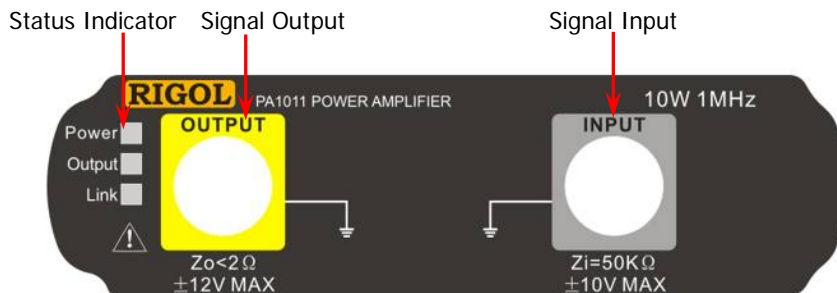 Status Indicator Signal Output Signal Input
RIGOL PA1011 POWER AMPLIFIER 10W 1MHz
Power OUTPUT INPUT
Output
Link
Zo<2Ω Zi=50KΩ
±12V MAX ±10V MAX